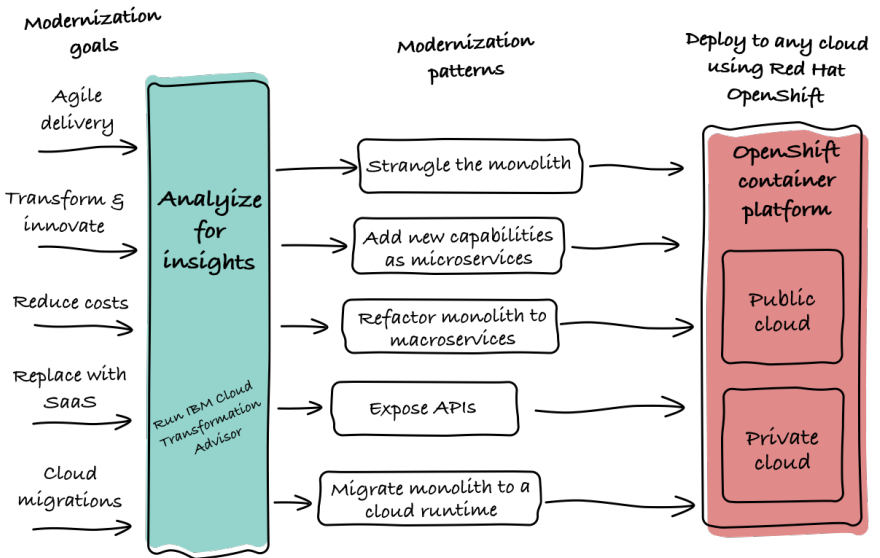 Modernization
goals
Agile
delivery
Transform &
innovate
Reduce costs
Replace with
SaaS
Cloud
migrations
Analyize
for
insights
Run IBM Cloud
Transformation
Advisor
Modernization
patterns
Strangle the monolith
Add new capabilities
as microservices
Refactor monolith to
macroservices
Expose APIs
Migrate monolith to a
cloud runtime
Deploy to any cloud
using Red Hat
OpenShift
OpenShift
container
platform
Public
cloud
Private
cloud